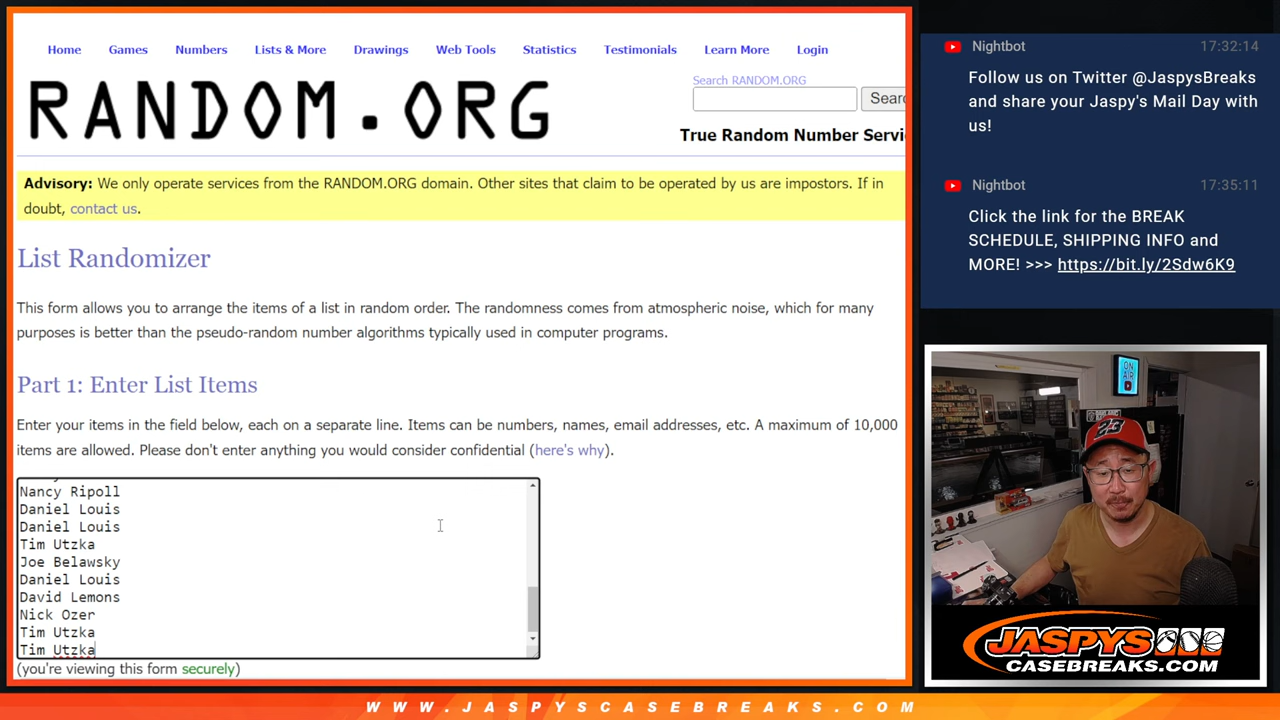 Home Games Numbers Lists & More Drawings Web Tools Statistics Testimonials Learn More Login
RANDOM.ORG
Search RANDOM.ORG
Searc
True Random Number Servi
Advisory: We only operate services from the RANDOM.ORG domain. Other sites that claim to be operated by us are impostors. If in
doubt, contact us.
List Randomizer
This form allows you to arrange the items of a list in random order. The randomness comes from atmospheric noise, which for many
purposes is better than the pseudo-random number algorithms typically used in computer programs.
Part 1: Enter List Items
Enter your items in the field below, each on a separate line. Items can be numbers, names, email addresses, etc. A maximum of 10,000
items are allowed. Please don't enter anything you would consider confidential (here's why).
Nancy Ripoll
Daniel Louis
Daniel Louis
Tim Utzka
Joe Belawsky
Daniel Louis
David Lemons
Nick Ozer
Tim Utzka
Tim Utzka
(you're viewing this form securely)
Nightbot 17:32:14
Follow us on Twitter @JaspysBreaks
and share your Jaspy's Mail Day with
us!
Nightbot 17:35:11
Click the link for the BREAK
SCHEDULE, SHIPPING INFO and
MORE! >>> https://bit.ly/2Sdw6K9
ON
AIR
JASPYS
CASEBREAKS.COM
WWW.JASPYSCASEBREAKS.COM